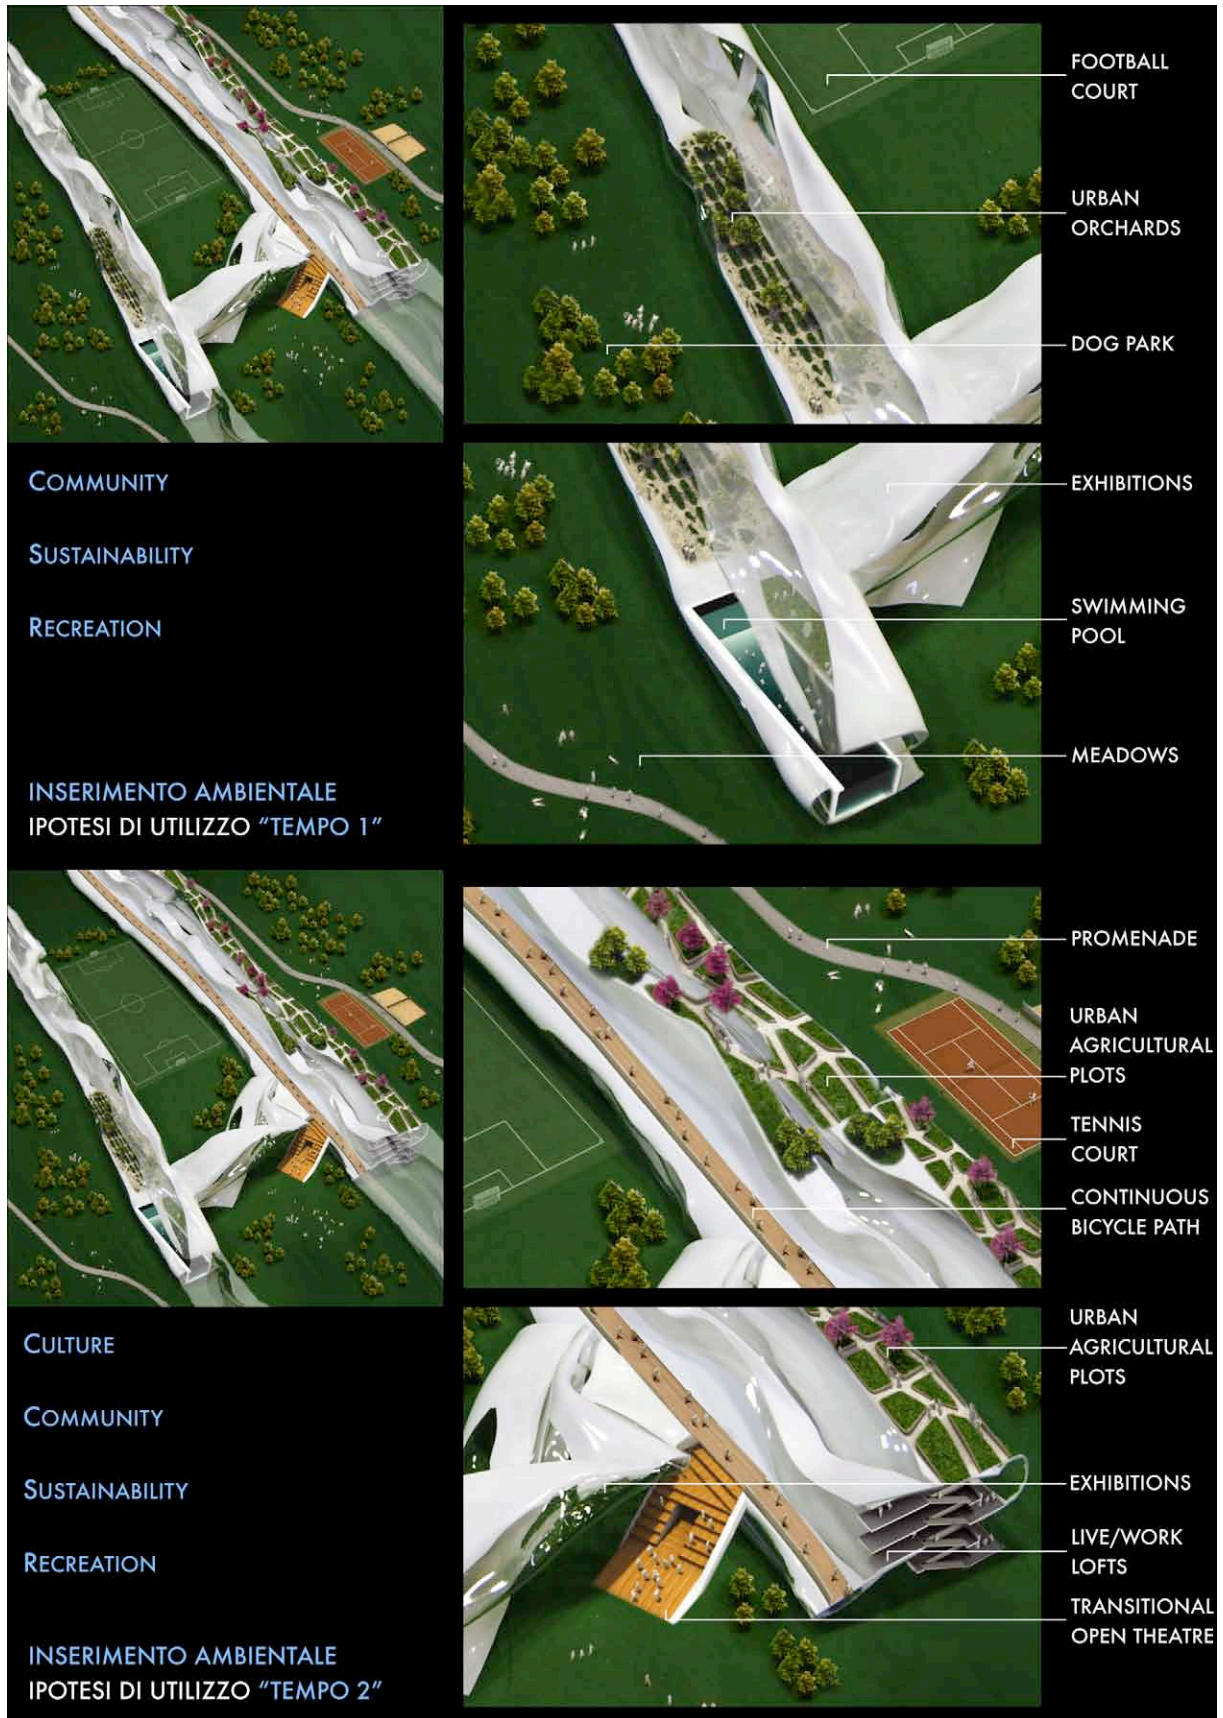 FOOTBALL
COURT
URBAN
ORCHARDS
DOG PARK
COMMUNITY
SUSTAINABILITY
RECREATION
INSERIMENTO AMBIENTALE
IPOTESI DI UTILIZZO “TEMPO 1”
EXHIBITIONS
SWIMMING
POOL
MEADOWS
PROMENADE
URBAN
AGRICULTURAL
PLOTS
TENNIS
COURT
CONTINUOUS
BICYCLE PATH
CULTURE
COMMUNITY
SUSTAINABILITY
RECREATION
INSERIMENTO AMBIENTALE
IPOTESI DI UTILIZZO “TEMPO 2”
URBAN
AGRICULTURAL
PLOTS
EXHIBITIONS
LIVE/WORK
LOFTS
TRANSITIONAL
OPEN THEATRE